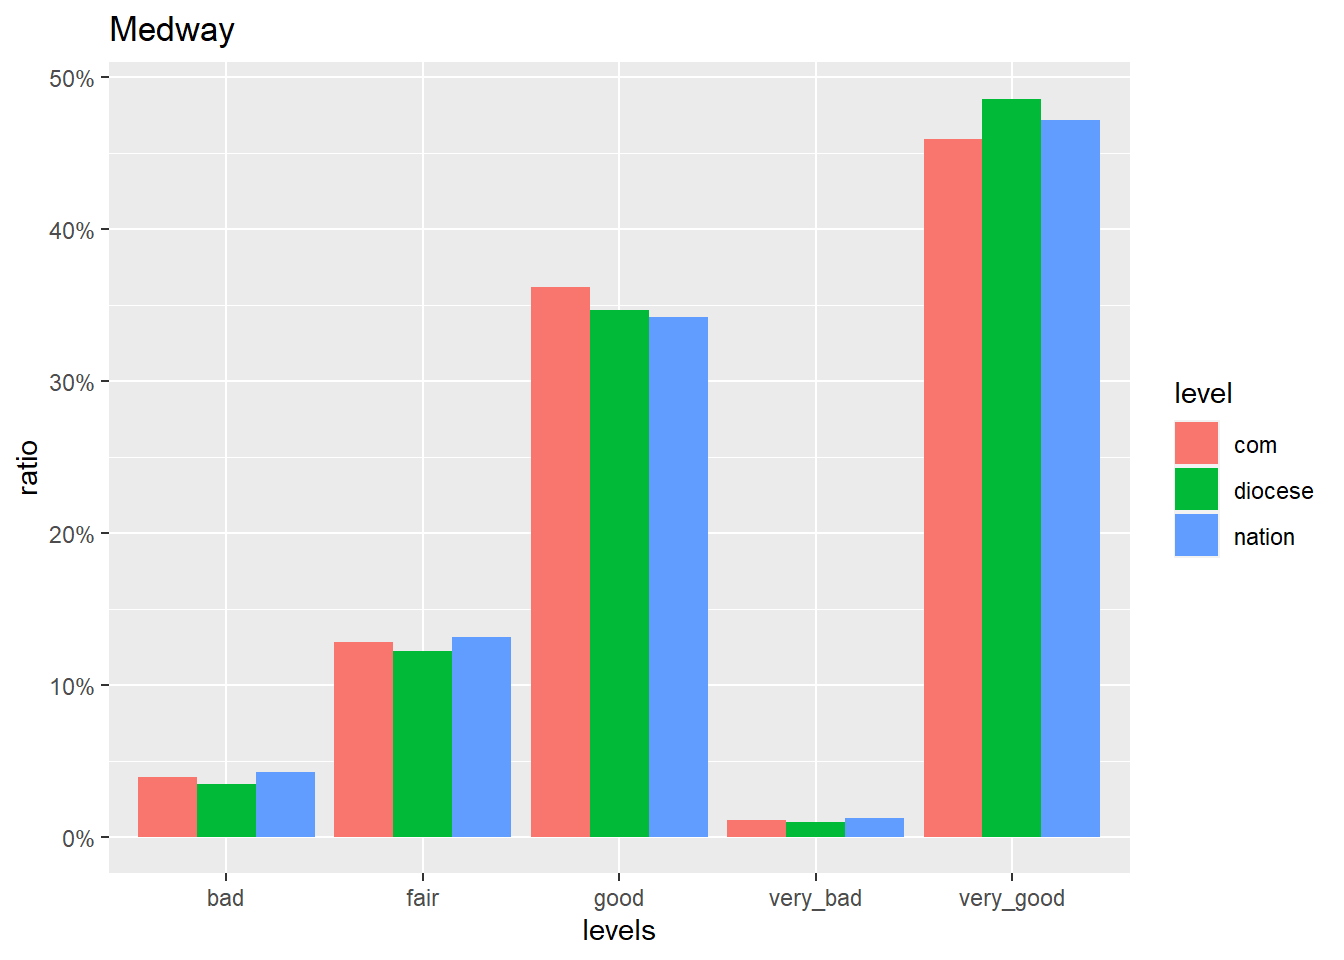 Medway
50%
40%
30%
20%
10%
0%
ratio
bad fair good very_bad very_good
levels
level
com
diocese
nation